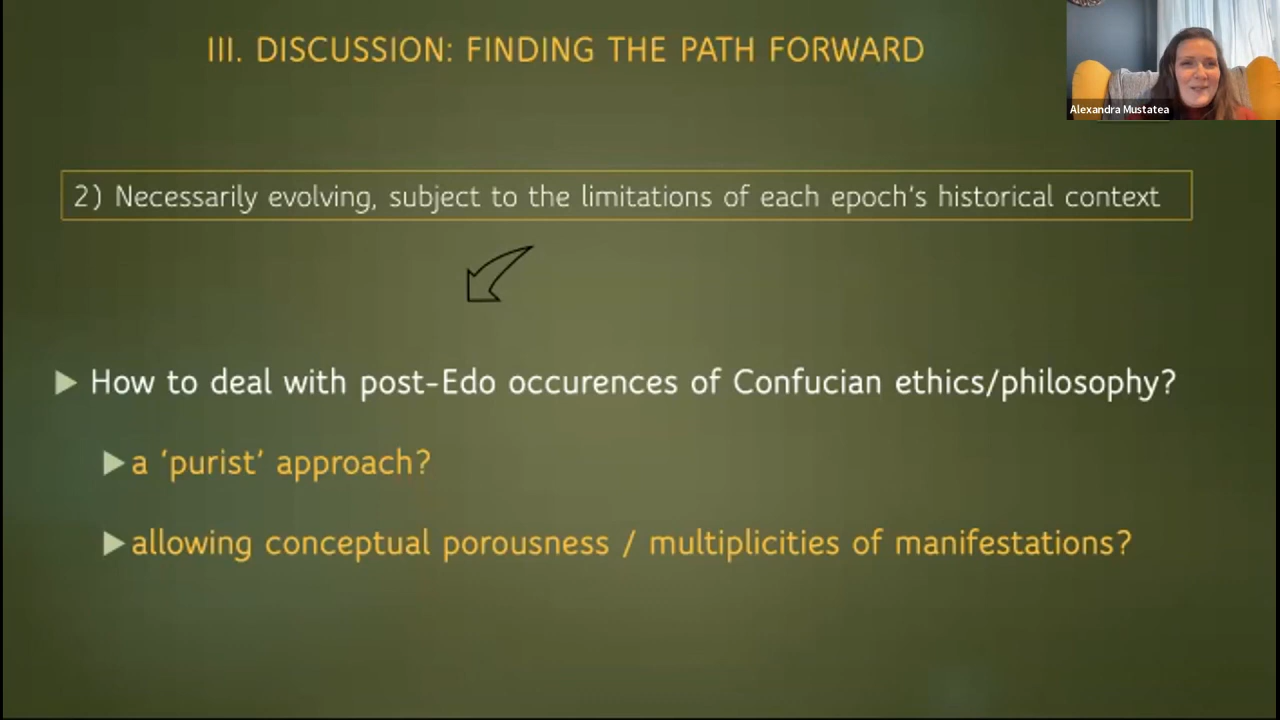 III. DISCUSSION: FINDING THE PATH FORWARD
Alexandra Mustatea
2) Necessarily evolving, subject to the limitations of each epoch's historical context
How to deal with post-Edo occurences of Confucian ethics/philosophy?
a ‘purist’ approach?
allowing conceptual porousness / multiplicities of manifestations?